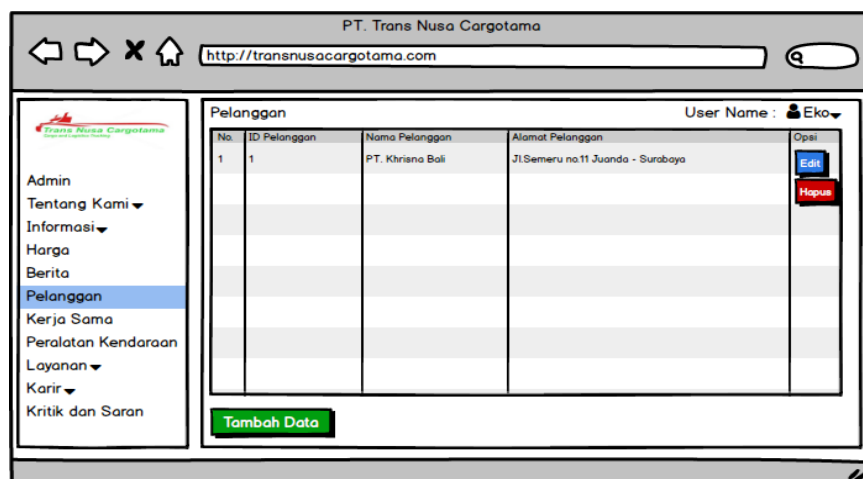 PT. Trans Nusa Cargotama
http://transnusacargotama.com
Trans Nusa Cargotama
Pelanggan
User Name : Eko
No. ID Pelanggan Nama Pelanggan Alamat Pelanggan Opsi
1 1 PT. Khrisna Bali Jl.Semeru no.11 Juanda - Surabaya Edit
Hapus
Admin
Tentang Kami
Informasi
Harga
Berita
Pelanggan
Kerja Sama
Peralatan Kendaraan
Layanan
Karir
Kritik dan Saran
Tambah Data